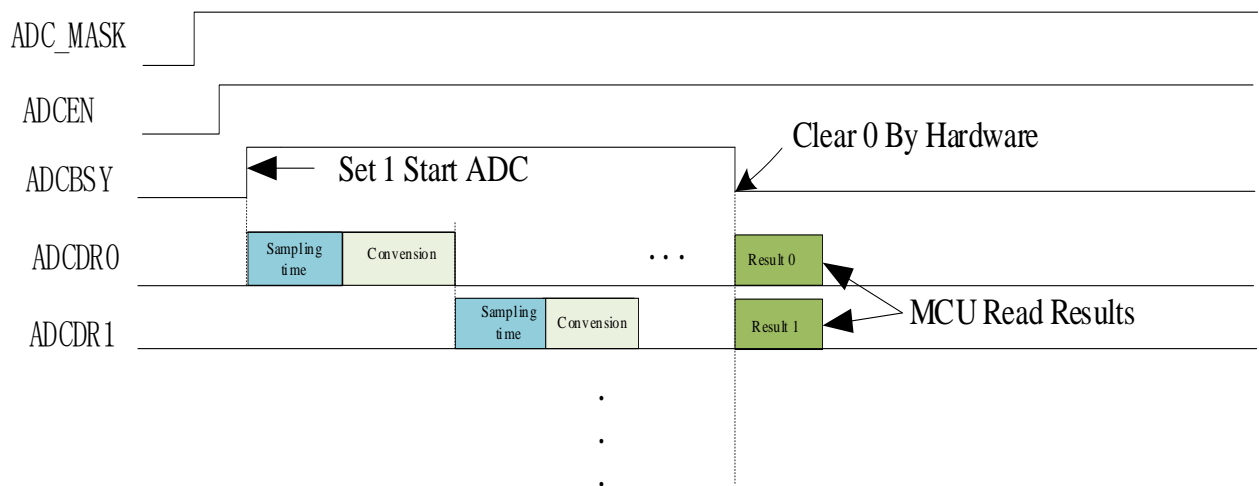 ADC_MASK
ADCEN
Clear 0 By Hardware
ADCBSY
Set 1 Start ADC
ADCDR0
Sampling
time
Convension
. . .
Result 0
MCU Read Results
ADCDR1
Sampling
time
Convension
Result 1
.
.
.